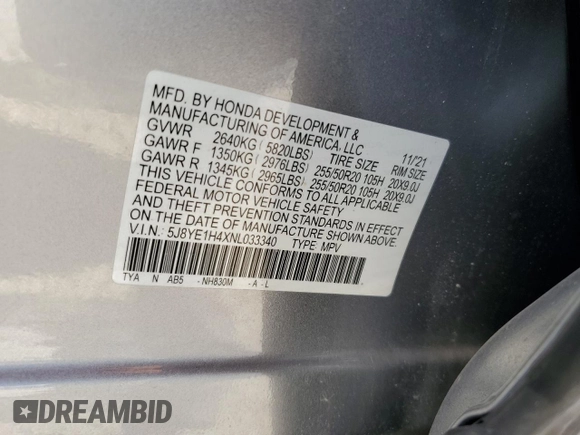 MFD. BY HONDA DEVELOPMENT &
MANUFACTURING OF AMERICA, LLC 11/21
GVWR 2640KG ( 5820LBS) TIRE SIZE RIM SIZE
GAWR F 1350KG ( 2976LBS) 255/50R20 105H 20X9.0J
GAWR R 1345KG ( 2965LBS) 255/50R20 105H 20X9.0J
THIS VEHICLE CONFORMS TO ALL APPLICABLE
FEDERAL MOTOR VEHICLE SAFETY
AND THEFT PREVENTION STANDARDS IN EFFECT
ON THE DATE OF MANUFACTURE SHOWN ABOVE.
V.I.N.: 5J8YE1H4XNL033340 TYPE MPV
TYA N AB5 - NH830M - A - L
DREAMBID